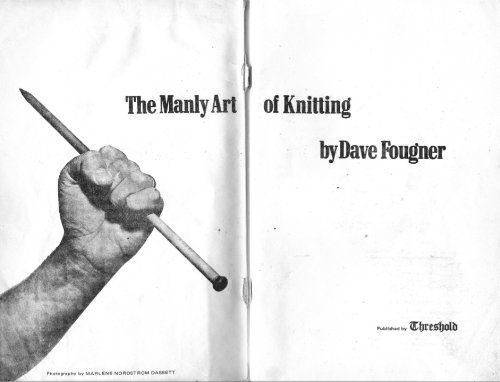 The Manly Art of Knitting
by Dave Fougner
Published by Threshold
Photographs by MARLENE NORDSTROM DASSETT